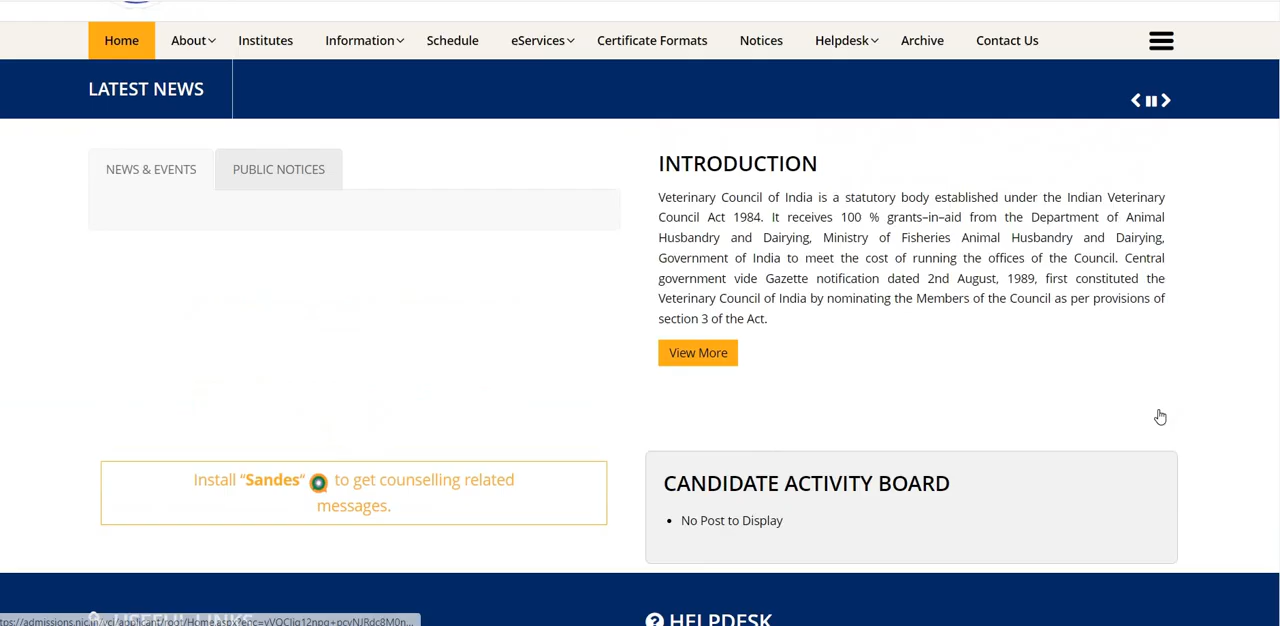 Home About Institutes Information Schedule eServices Certificate Formats Notices Helpdesk Archive Contact Us
LATEST NEWS
NEWS & EVENTS PUBLIC NOTICES
INTRODUCTION
Veterinary Council of India is a statutory body established under the Indian Veterinary
Council Act 1984. It receives 100 % grants–in–aid from the Department of Animal
Husbandry and Dairying, Ministry of Fisheries Animal Husbandry and Dairying,
Government of India to meet the cost of running the offices of the Council. Central
government vide Gazette notification dated 2nd August, 1989, first constituted the
Veterinary Council of India by nominating the Members of the Council as per provisions of
section 3 of the Act.
View More
Install “Sandes“ to get counselling related
messages.
CANDIDATE ACTIVITY BOARD
• No Post to Display
USEFUL LINKS
HELPDESK